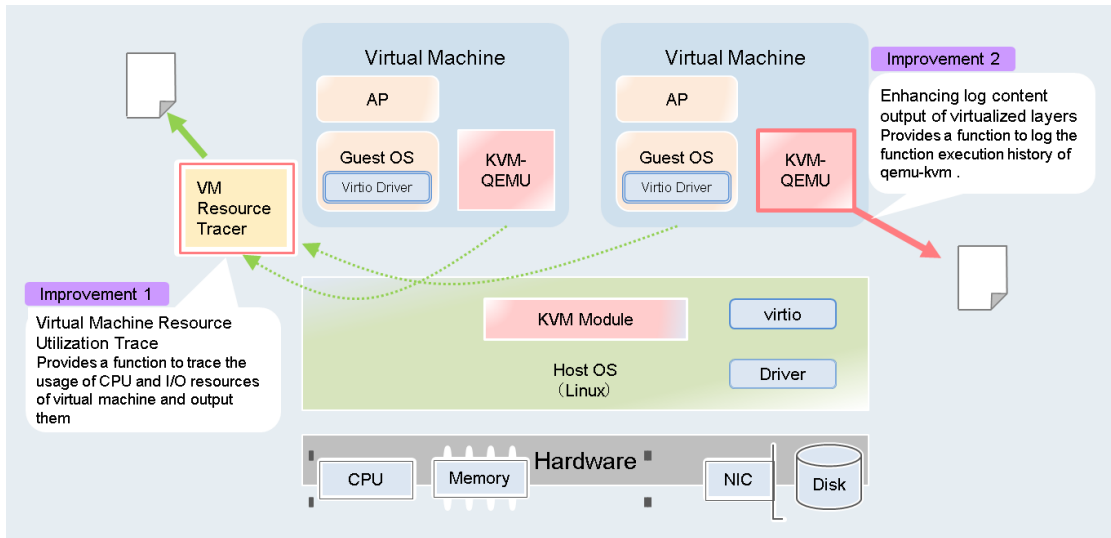 Virtual Machine
AP
Guest OS
Virtio Driver
KVM-
QEMU
Virtual Machine
AP
Guest OS
Virtio Driver
KVM-
QEMU
Improvement 2
Enhancing log content
output of virtualized layers
Provides a function to log the
function execution history of
qemu-kvm .
VM
Resource
Tracer
Improvement 1
Virtual Machine Resource
Utilization Trace
Provides a function to trace the
usage of CPU and I/O resources
of virtual machine and output
them
KVM Module
virtio
Host OS
（Linux）
Driver
Hardware
CPU
Memory
NIC
Disk